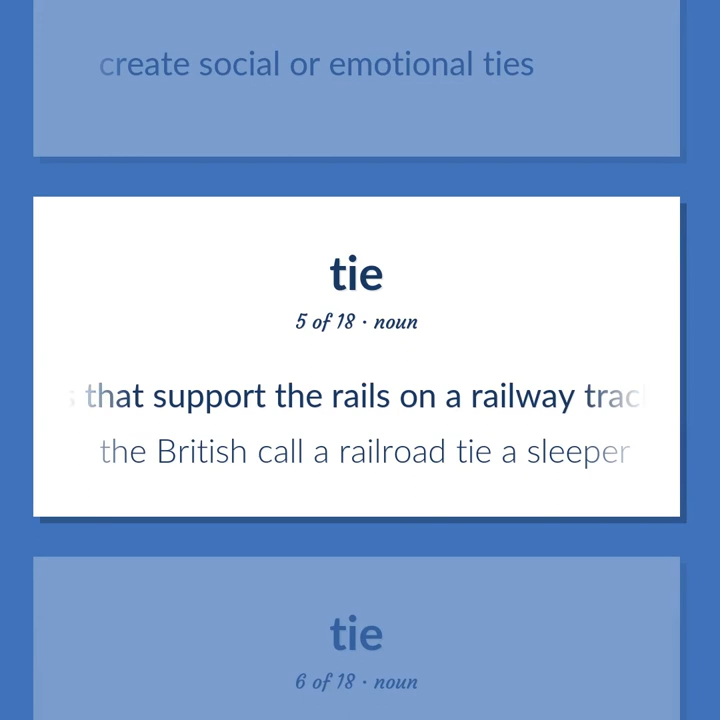 create social or emotional ties
tie
5 of 18 · noun
that support the rails on a railway track
the British call a railroad tie a sleeper
tie
6 of 18 · noun